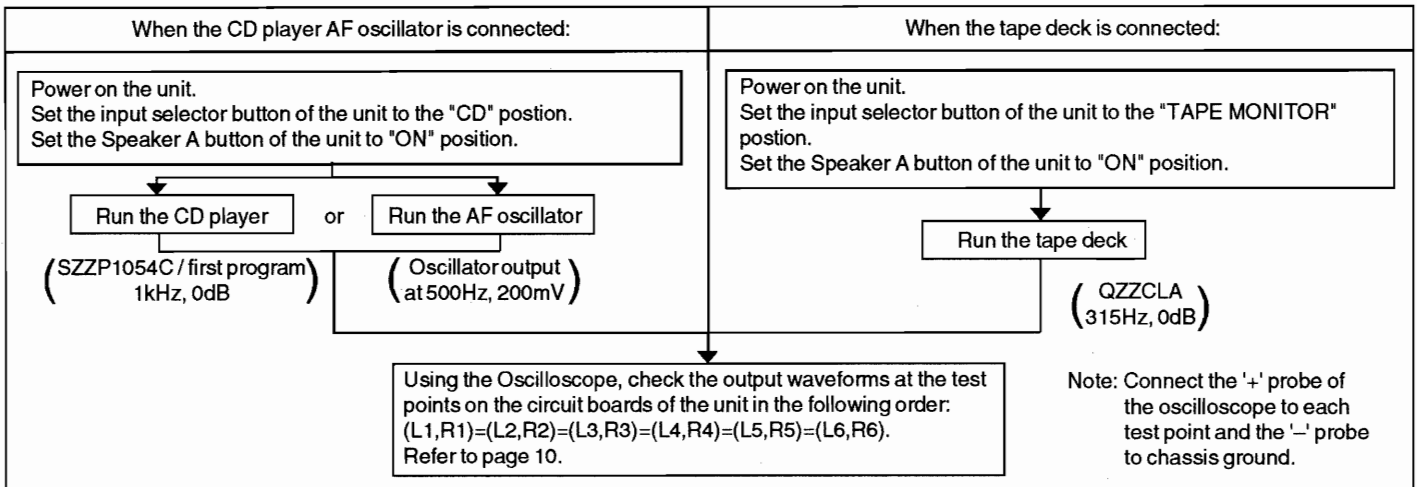 When the CD player AF oscillator is connected:
When the tape deck is connected:
Power on the unit.
Set the input selector button of the unit to the "CD" postion.
Set the Speaker A button of the unit to "ON" position.
Run the CD player
or
Run the AF oscillator
(SZZP1054C / first program
1kHz, 0dB)
(Oscillator output
at 500Hz, 200mV)
Power on the unit.
Set the input selector button of the unit to the "TAPE MONITOR"
postion.
Set the Speaker A button of the unit to "ON" position.
Run the tape deck
(QZZCLA
315Hz, 0dB)
Using the Oscilloscope, check the output waveforms at the test
points on the circuit boards of the unit in the following order:
(L1,R1)=(L2,R2)=(L3,R3)=(L4,R4)=(L5,R5)=(L6,R6).
Refer to page 10.
Note: Connect the '+' probe of
the oscilloscope to each
test point and the '–' probe
to chassis ground.